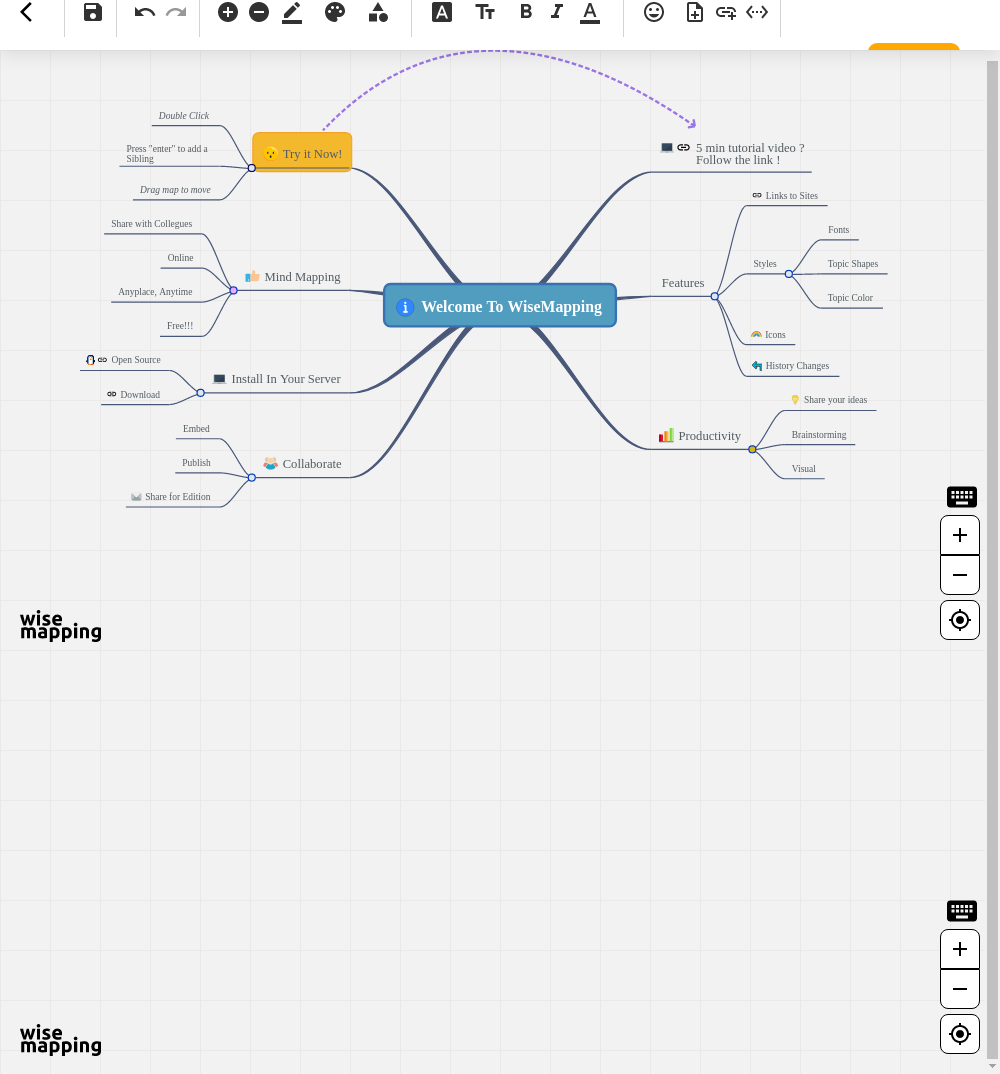 Double Click
Press "enter" to add a
Sibling
Drag map to move
Try it Now!
Share with Collegues
Online
Anyplace, Anytime
Free!!!
Mind Mapping
Open Source
Download
Install In Your Server
Embed
Publish
Share for Edition
Collaborate
Welcome To WiseMapping
5 min tutorial video ?
Follow the link !
Features
Links to Sites
Styles
Fonts
Topic Shapes
Topic Color
Icons
History Changes
Productivity
Share your ideas
Brainstorming
Visual
wise
mapping
wise
mapping